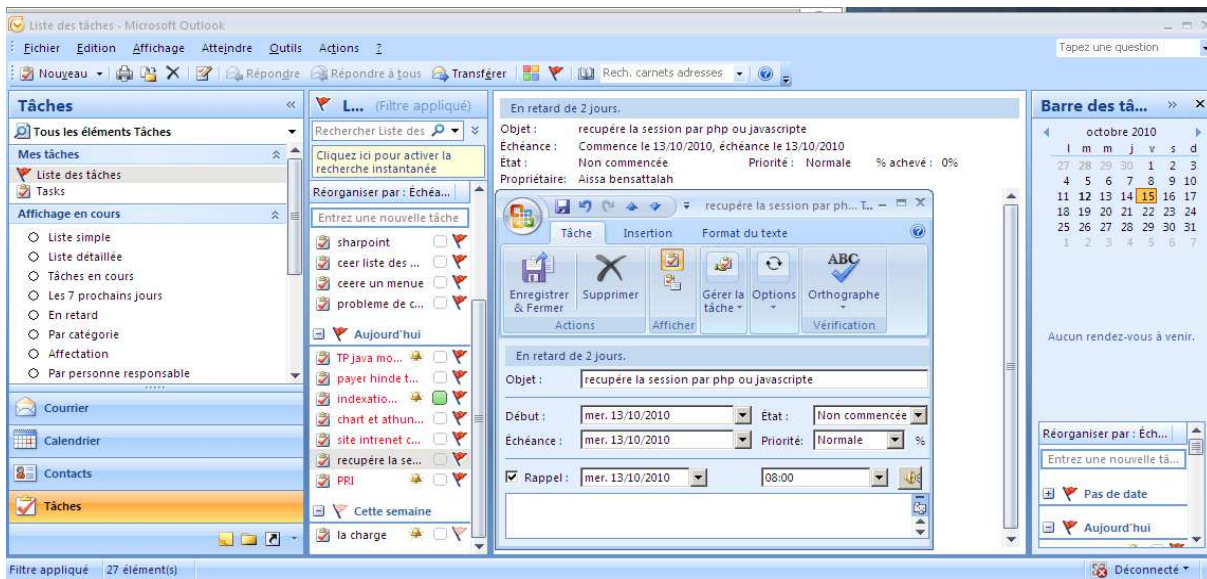 Liste des tâches - Microsoft Outlook
Fichier Edition Affichage Atteindre Outils Actions ?
Tapez une question
Nouveau Répondre Répondre à tous Transférer Rech. carnets adresses
Tâches
Tous les éléments Tâches
Mes tâches
Liste des tâches
Tasks
Affichage en cours
Liste simple
Liste détaillée
Tâches en cours
Les 7 prochains jours
En retard
Par catégorie
Affectation
Par personne responsable
Courrier
Calendrier
Contacts
Tâches
L... (Filtre appliqué)
Rechercher Liste des
Cliquez ici pour activer la
recherche instantanée
Réorganiser par : Échéa...
Entrez une nouvelle tâche
sharpoint
ceer liste des ...
ceere un menue
probleme de c...
Aujourd'hui
TP java mo...
payer hinde t...
indexatio...
chart et athun...
site intrenet c...
recupére la se...
PRI
Cette semaine
la charge
En retard de 2 jours.
Objet : recupére la session par php ou javascripte
Échéance : Commence le 13/10/2010, échéance le 13/10/2010
État : Non commencée Priorité : Normale % achevé : 0%
Propriétaire: Aissa bensattalah
recupére la session par ph... T...
Tâche Insertion Format du texte
Enregistrer
& Fermer
Supprimer
Gérer la
tâche
Options
ABC
Orthographe
Actions Afficher Vérification
En retard de 2 jours.
Objet : recupére la session par php ou javascripte
Début : mer. 13/10/2010 État : Non commencée
Échéance : mer. 13/10/2010 Priorité: Normale %
Rappel : mer. 13/10/2010 08:00
Barre des tâ...
octobre 2010
l m m j v s d
27 28 29 30 1 2 3
4 5 6 7 8 9 10
11 12 13 14 15 16 17
18 19 20 21 22 23 24
25 26 27 28 29 30 31
1 2 3 4 5 6 7
Aucun rendez-vous à venir.
Réorganiser par : Éch...
Entrez une nouvelle tâ...
Pas de date
Aujourd'hui
Filtre appliqué 27 élément(s)
Déconnecté